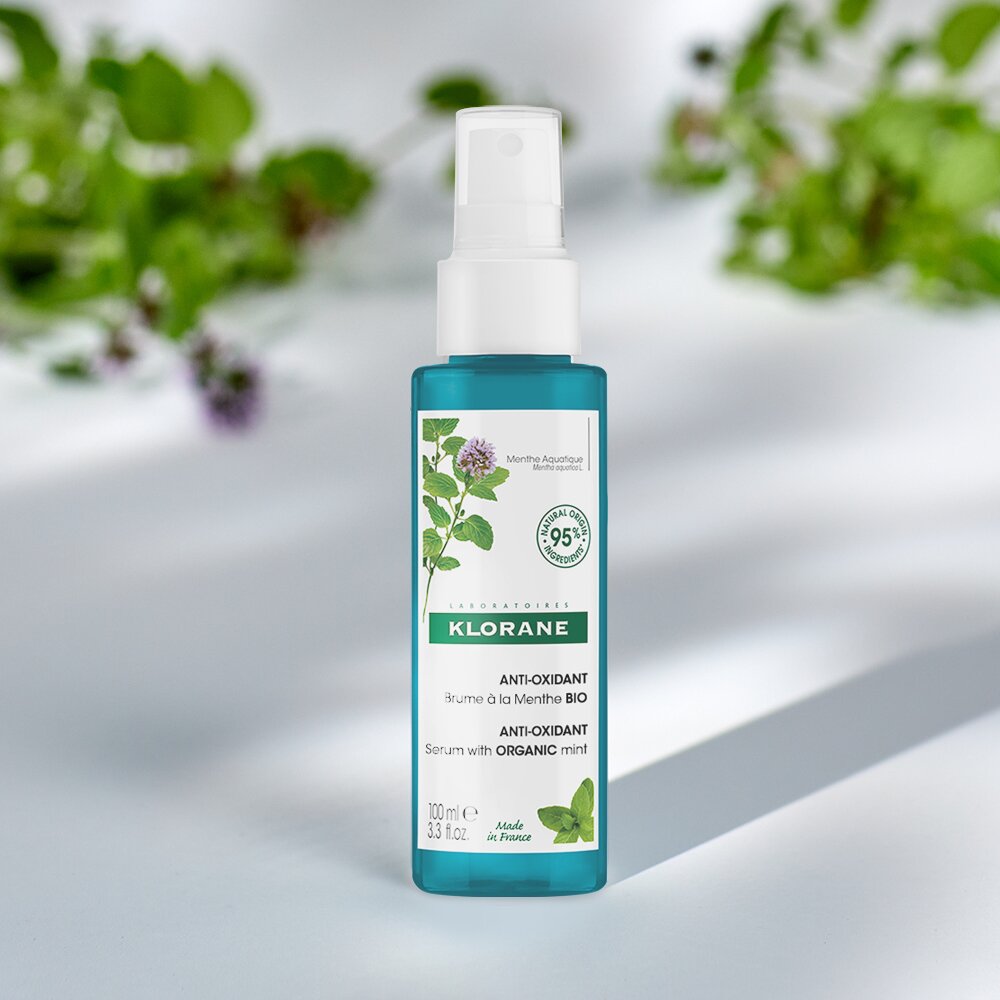 Menthe Aquatique
Mentha aquatica L.
NATURAL ORIGIN
95%
INGREDIENTS*
LABORATOIRES
KLORANE
ANTI-OXIDANT
Brume à la Menthe BIO
ANTI-OXIDANT
Serum with ORGANIC mint
100 ml ℮
3.3 fl.oz.
Made
in France